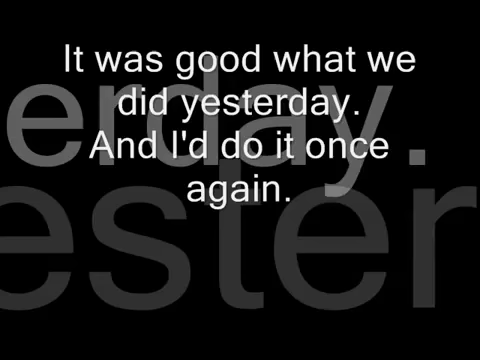 It was good what we
did yesterday.
And I'd do it once
again.
erday.
ester